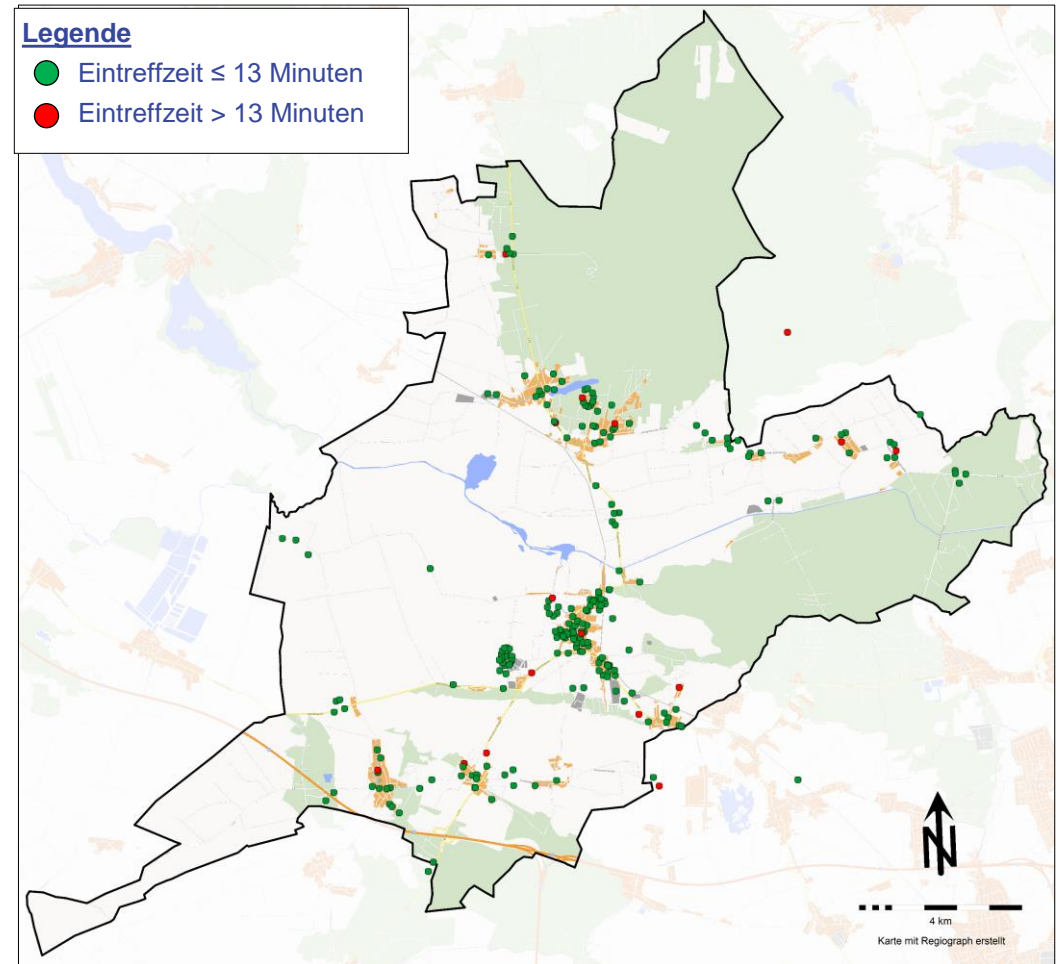 Legende
Eintreffzeit ≤ 13 Minuten
Eintreffzeit > 13 Minuten
N
4 km
Karte mit Regiograph erstellt